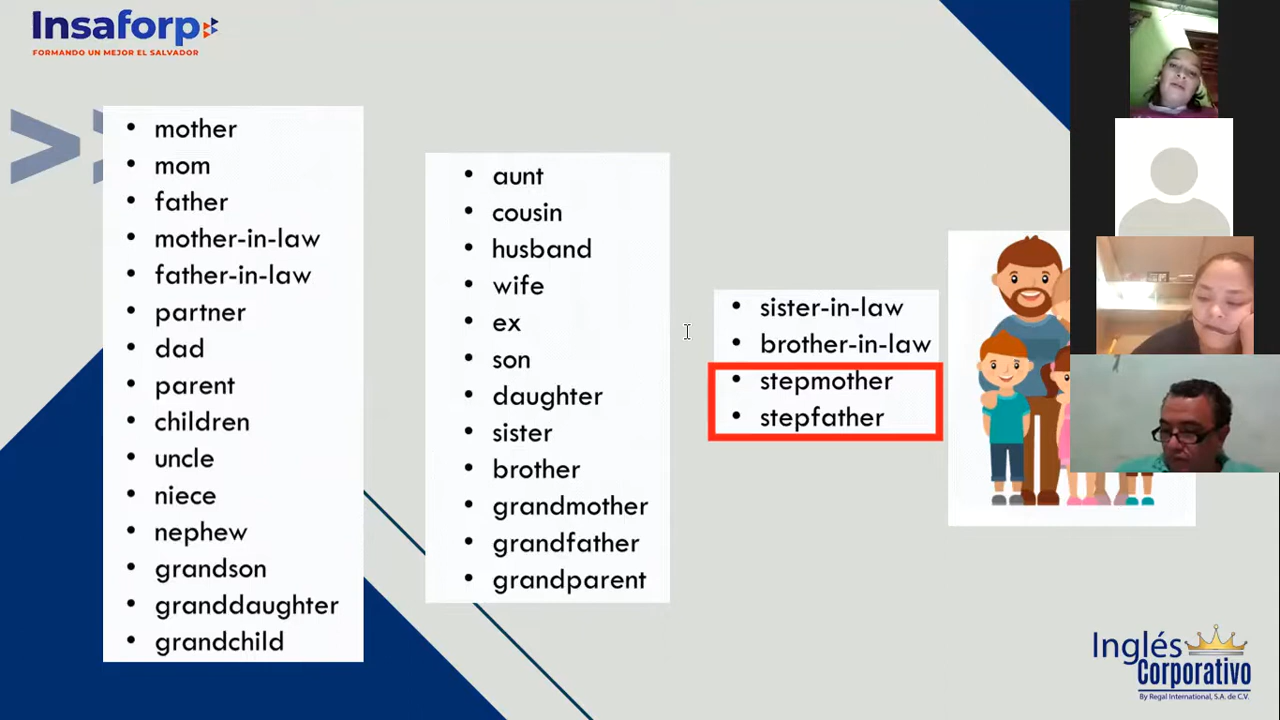 Insaforp
FORMANDO UN MEJOR EL SALVADOR
• mother
• mom
• father
• mother-in-law
• father-in-law
• partner
• dad
• parent
• children
• uncle
• niece
• nephew
• grandson
• granddaughter
• grandchild
• aunt
• cousin
• husband
• wife
• ex
• son
• daughter
• sister
• brother
• grandmother
• grandfather
• grandparent
• sister-in-law
• brother-in-law
• stepmother
• stepfather
Inglés
Corporativo
By Regal International, S.A. de C.V.